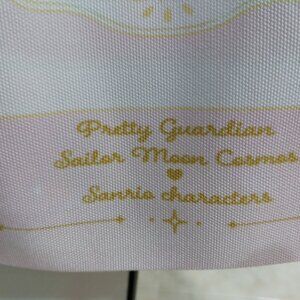 Pretty Guardian
Sailor Moon Cosmos
Sanrio characters